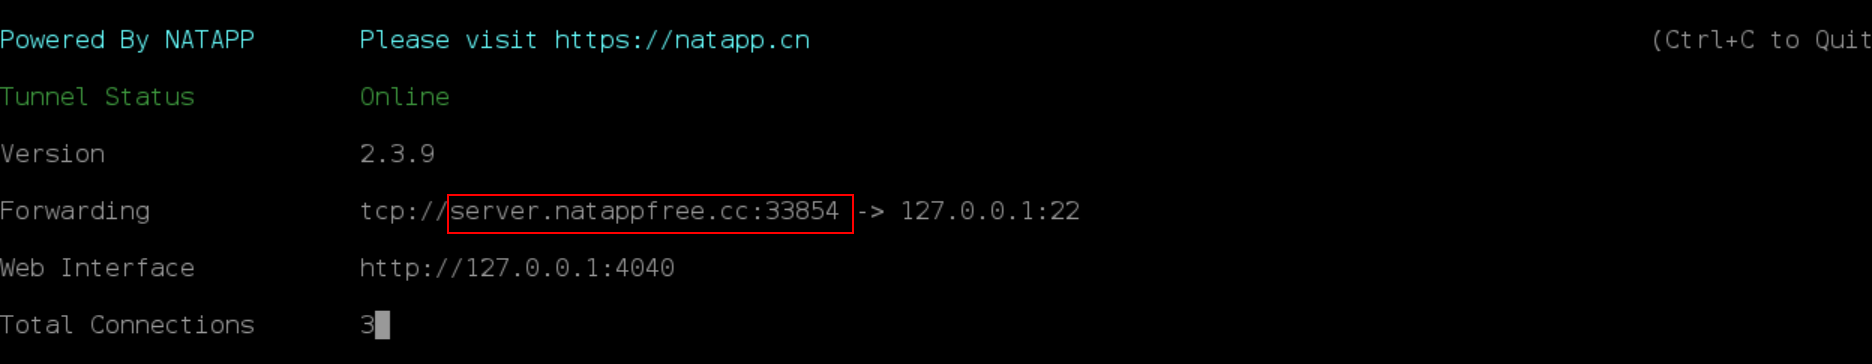 Powered By NATAPP Please visit https://natapp.cn (Ctrl+C to Quit
Tunnel Status Online
Version 2.3.9
Forwarding tcp://server.natappfree.cc:33854 -> 127.0.0.1:22
Web Interface http://127.0.0.1:4040
Total Connections 3